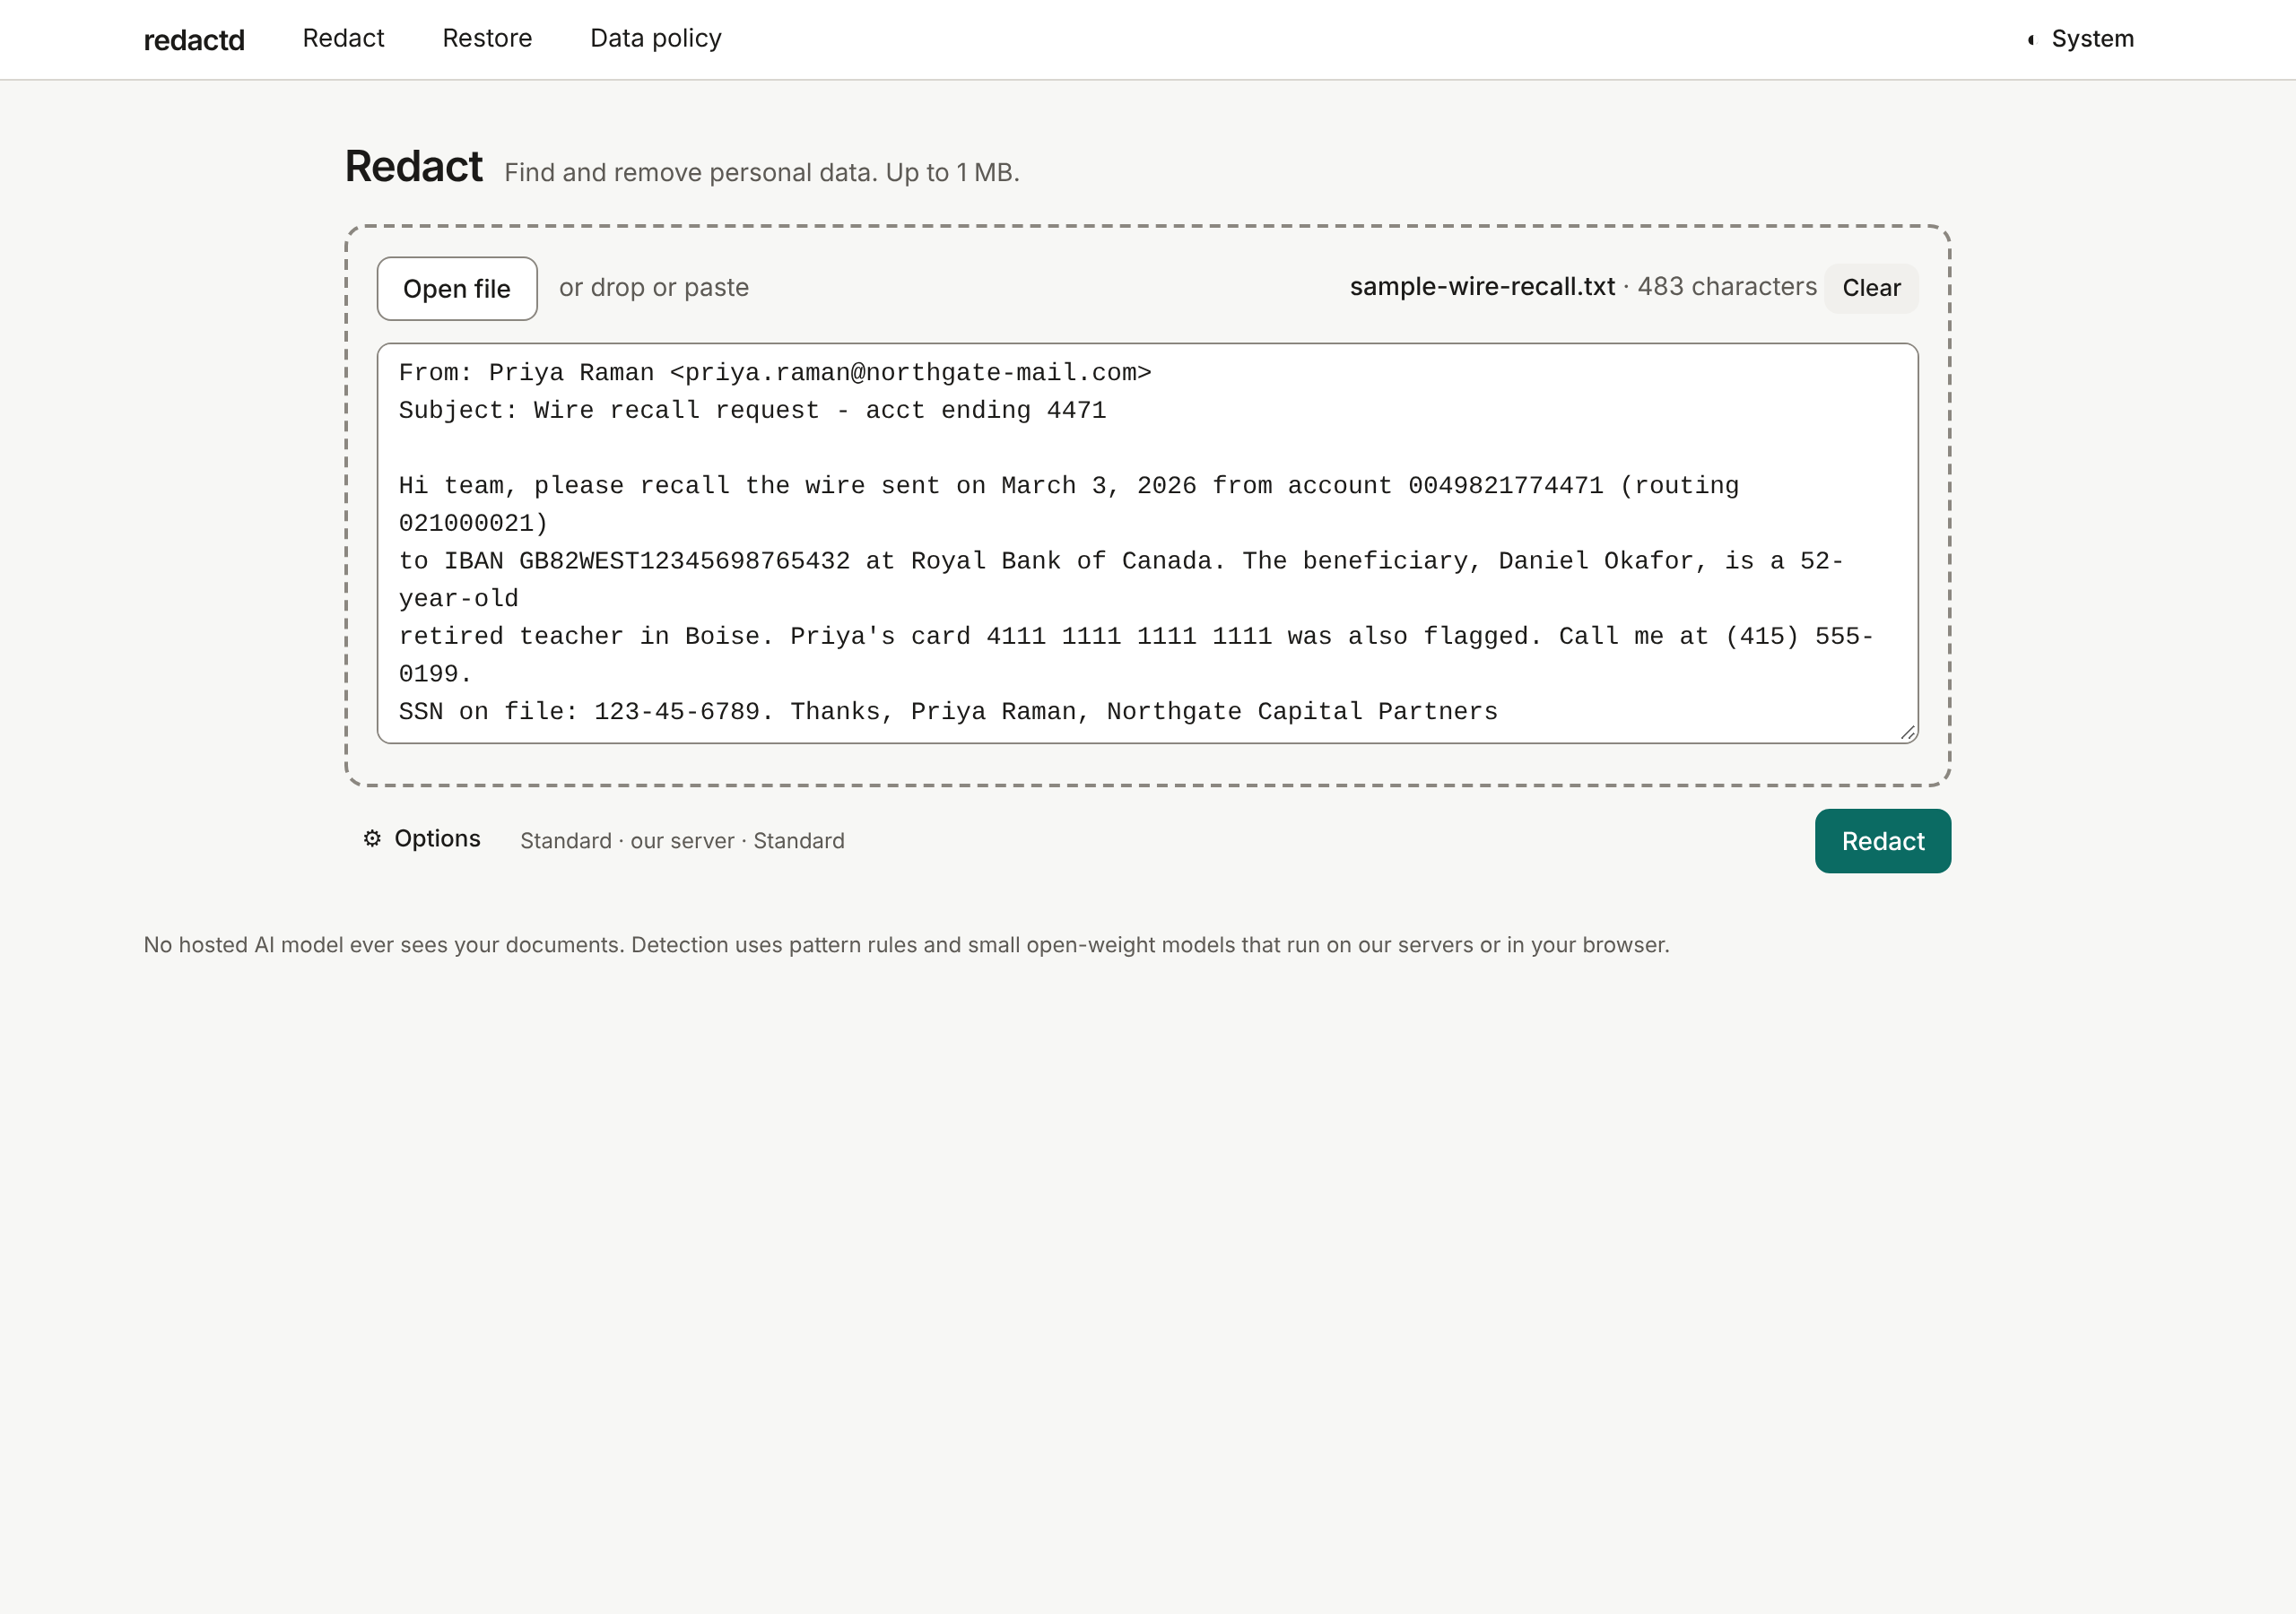 redactd Redact Restore Data policy System
Redact Find and remove personal data. Up to 1 MB.
Open file or drop or paste sample-wire-recall.txt · 483 characters Clear
From: Priya Raman <priya.raman@northgate-mail.com>
Subject: Wire recall request - acct ending 4471
Hi team, please recall the wire sent on March 3, 2026 from account 0049821774471 (routing
021000021)
to IBAN GB82WEST12345698765432 at Royal Bank of Canada. The beneficiary, Daniel Okafor, is a 52-
year-old
retired teacher in Boise. Priya's card 4111 1111 1111 1111 was also flagged. Call me at (415) 555-
0199.
SSN on file: 123-45-6789. Thanks, Priya Raman, Northgate Capital Partners
Options Standard · our server · Standard Redact
No hosted AI model ever sees your documents. Detection uses pattern rules and small open-weight models that run on our servers or in your browser.